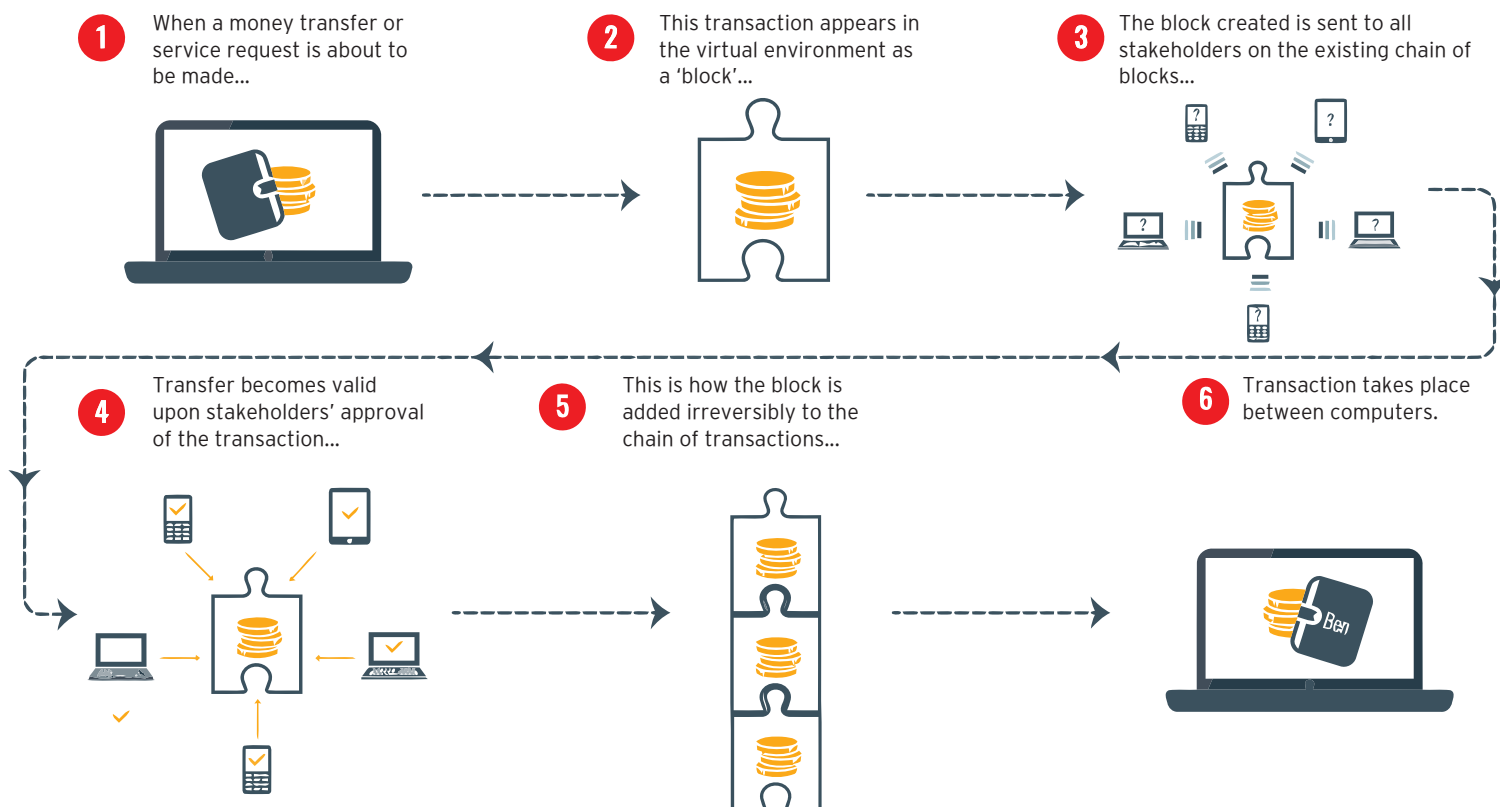 1
When a money transfer or
service request is about to
be made...
2
This transaction appears in
the virtual environment as
a ‘block’...
3
The block created is sent to all
stakeholders on the existing chain of
blocks...
?
?
?
?
?
4
Transfer becomes valid
upon stakeholders’ approval
of the transaction...
5
This is how the block is
added irreversibly to the
chain of transactions...
6
Transaction takes place
between computers.
Ben